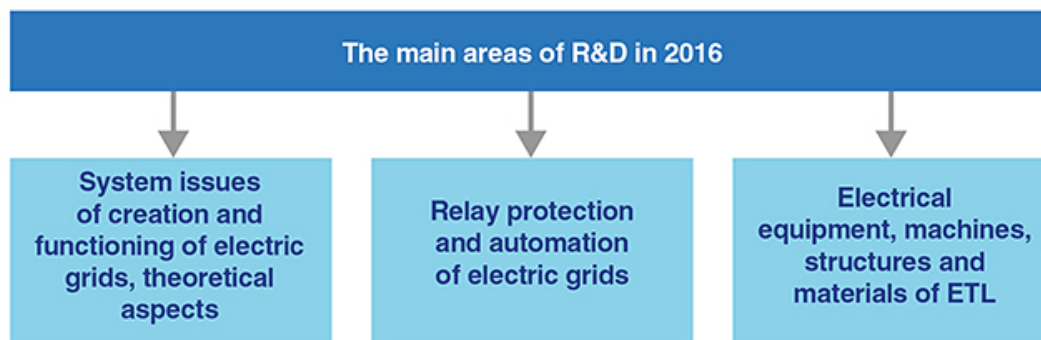 The main areas of R&D in 2016
System issues
of creation and
functioning of electric
grids, theoretical
aspects
Relay protection
and automation
of electric grids
Electrical
equipment, machines,
structures and
materials of ETL